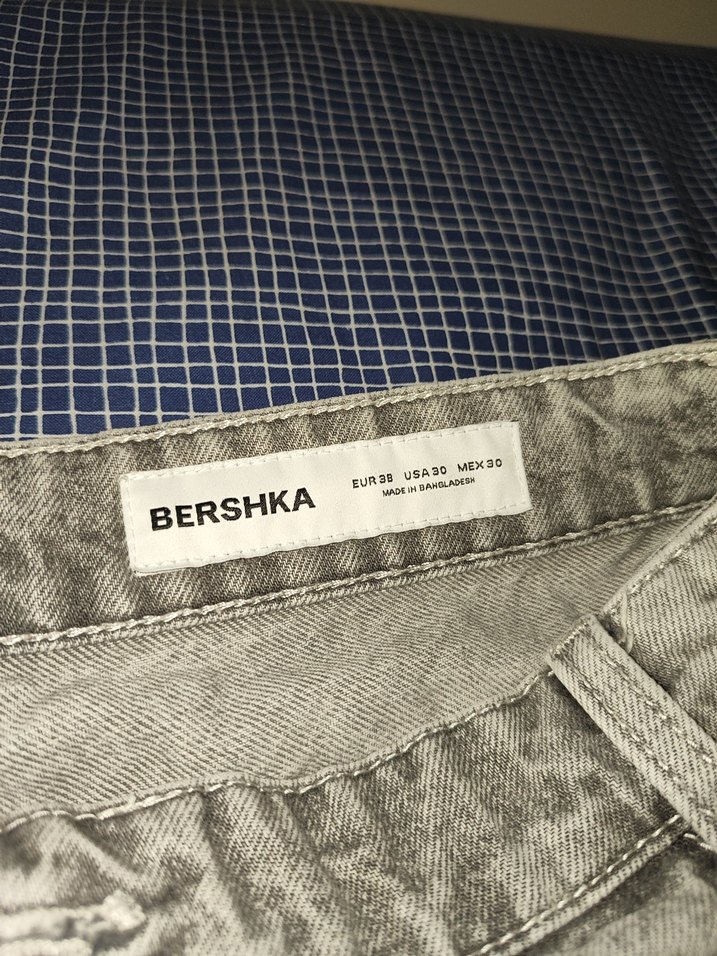 BERSHKA
EUR 38 USA 30 MEX 30
MADE IN BANGLADESH